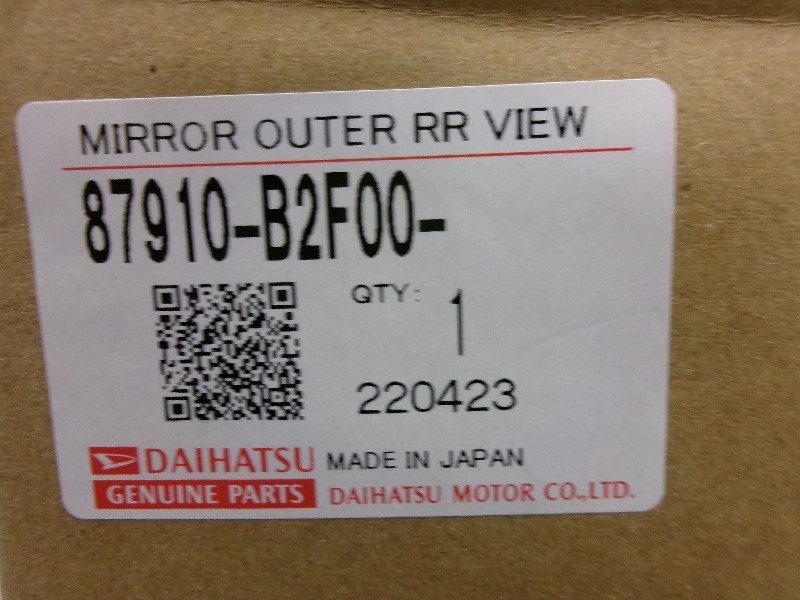 MIRROR OUTER RR VIEW
87910-B2F00-
QTY: 1
220423
DAIHATSU MADE IN JAPAN
GENUINE PARTS DAIHATSU MOTOR CO.,LTD.